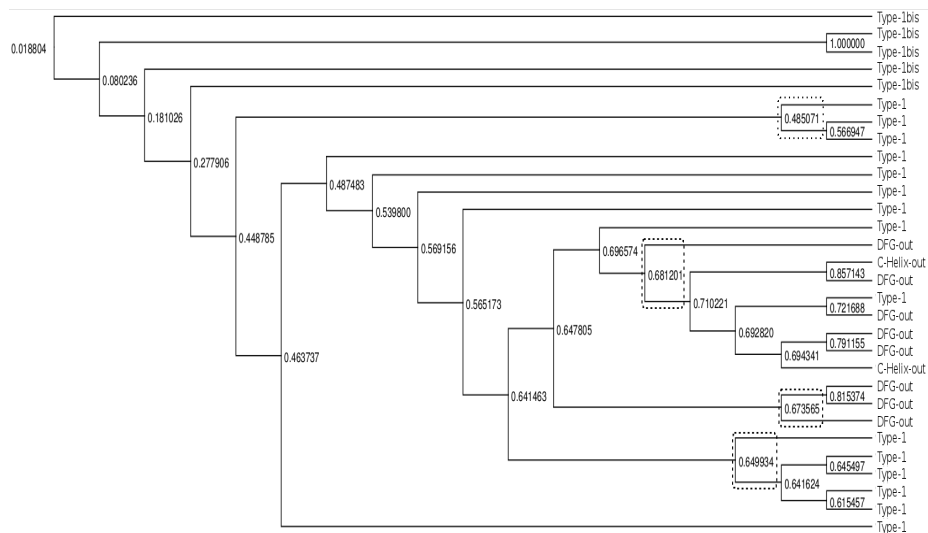 Type-1bis
Type-1bis
0.018804
1.000000
Type-1bis
Type-1bis
0.080236
Type-1bis
Type-1
0.181026
0.485071
Type-1
0.566947
Type-1
Type-1
0.277906
0.487483
Type-1
Type-1
0.539800
Type-1
0.448785
Type-1
0.569156
0.696574
DFG-out
C-Helix-out
0.681201
0.857143
DFG-out
Type-1
0.565173
0.710221
0.721688
DFG-out
0.647805
0.692820
DFG-out
0.791155
DFG-out
0.463737
0.694341
C-Helix-out
DFG-out
0.641463
0.815374
DFG-out
0.673565
DFG-out
Type-1
Type-1
0.649934
0.645497
Type-1
0.641624
Type-1
0.615457
Type-1
Type-1